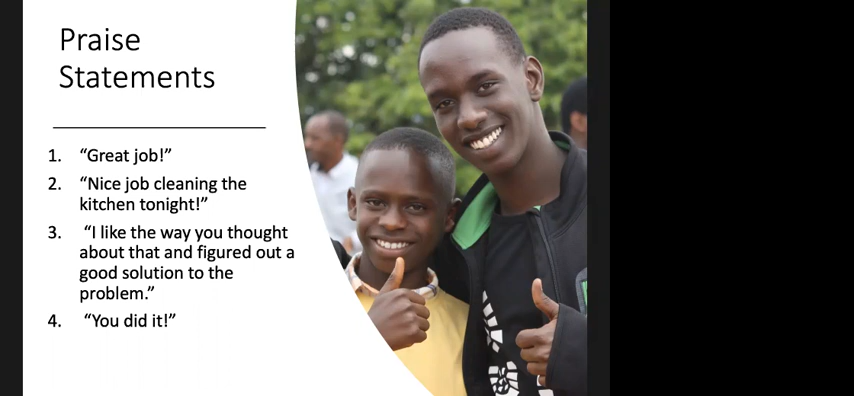 Praise
Statements
1. “Great job!”
2. “Nice job cleaning the
kitchen tonight!”
3. “I like the way you thought
about that and figured out a
good solution to the
problem.”
4. “You did it!”